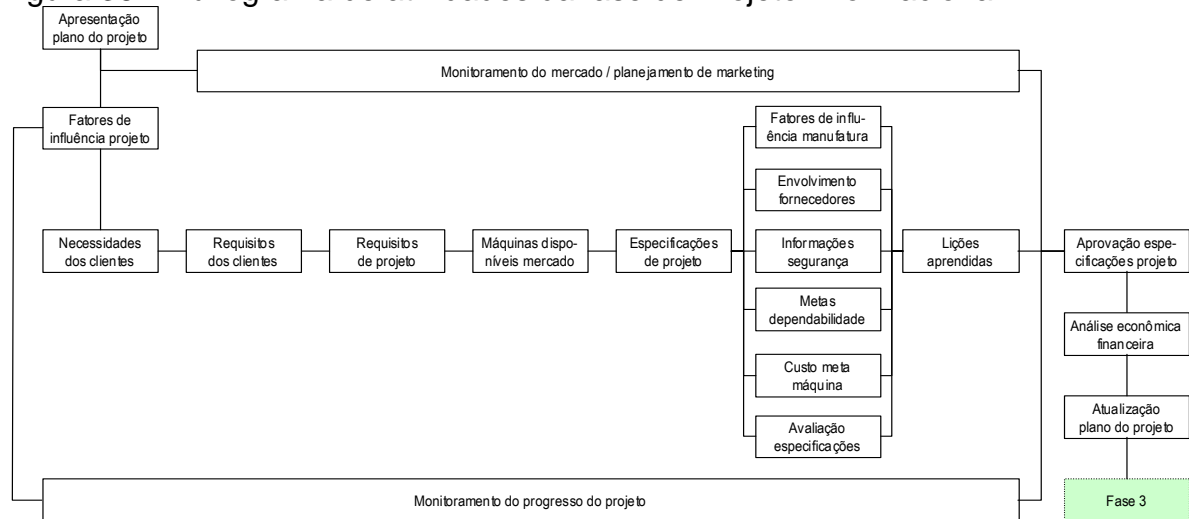 Apresentação
plano do projeto
Monitoramento do mercado / planejamento de marketing
Fatores de
influência projeto
Fatores de influ-
ência manufatura
Envolvimento
fornecedores
Necessidades
dos clientes
Requisitos
dos clientes
Requisitos
de projeto
Máquinas dispo-
níveis mercado
Especificações
de projeto
Informações
segurança
Lições
aprendidas
Aprovação espe-
cificações projeto
Metas
dependabilidade
Análise econômica
financeira
Custo meta
máquina
Atualização
plano do projeto
Avaliação
especificações
Monitoramento do progresso do projeto
Fase 3